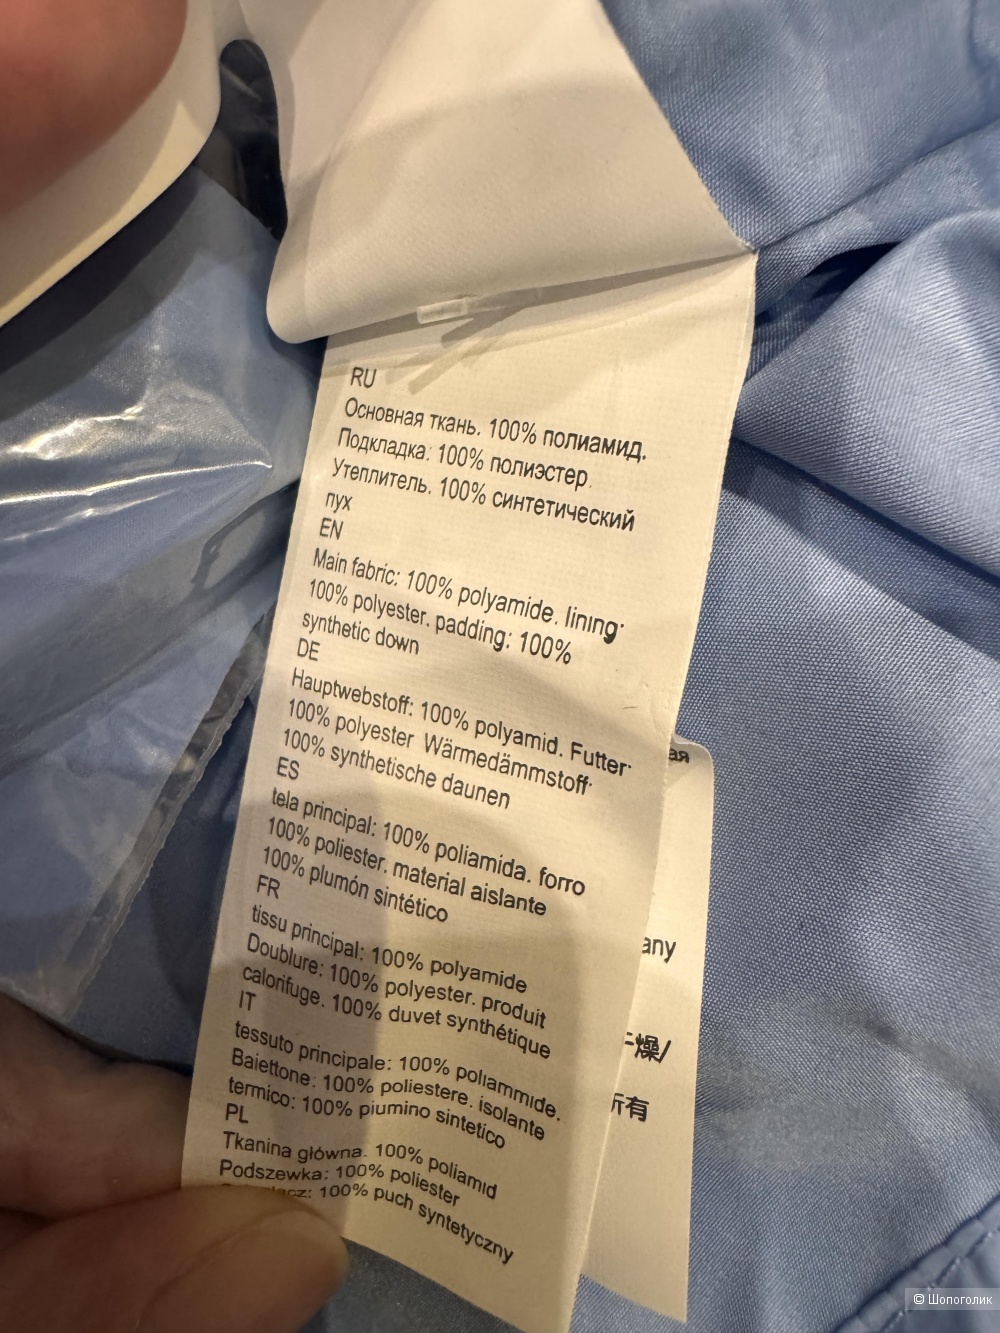 RU
Основная ткань. 100% полиамид.
Подкладка: 100% полиэстер.
Утеплитель. 100% синтетический
пух
EN
Main fabric: 100% polyamide. lining:
100% polyester. padding: 100%
synthetic down
DE
Hauptwebstoff: 100% polyamid. Futter:
100% polyester Wärmedämmstoff:
100% synthetische daunen
ES
tela principal: 100% poliamida. forro
100% poliester. material aislante
100% plumón sintético
FR
tissu principal: 100% polyamide
Doublure: 100% polyester. produit
calorifuge. 100% duvet synthétique
IT
tessuto principale: 100% poliammide.
Baiettone: 100% poliestere. isolante
termico: 100% piumino sintetico
PL
Tkanina główna. 100% poliamid
Podszewka: 100% poliester
100% puch syntetyczny
ая
any
燥/
所有
© Шопоголик